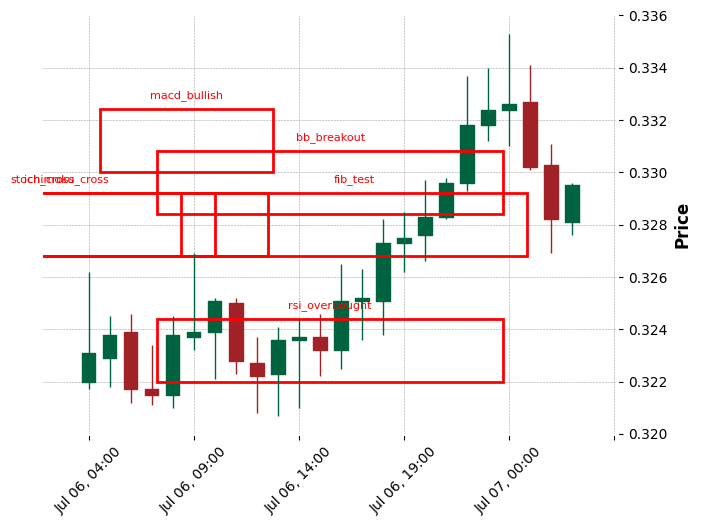 0.336
0.334
macd_bullish
0.332
bb_breakout
0.330
fib_test
0.328
Price
0.326
rsi_overbought
0.324
0.322
0.320
Jul 06, 04:00
Jul 06, 09:00
Jul 06, 14:00
Jul 06, 19:00
Jul 07, 00:00